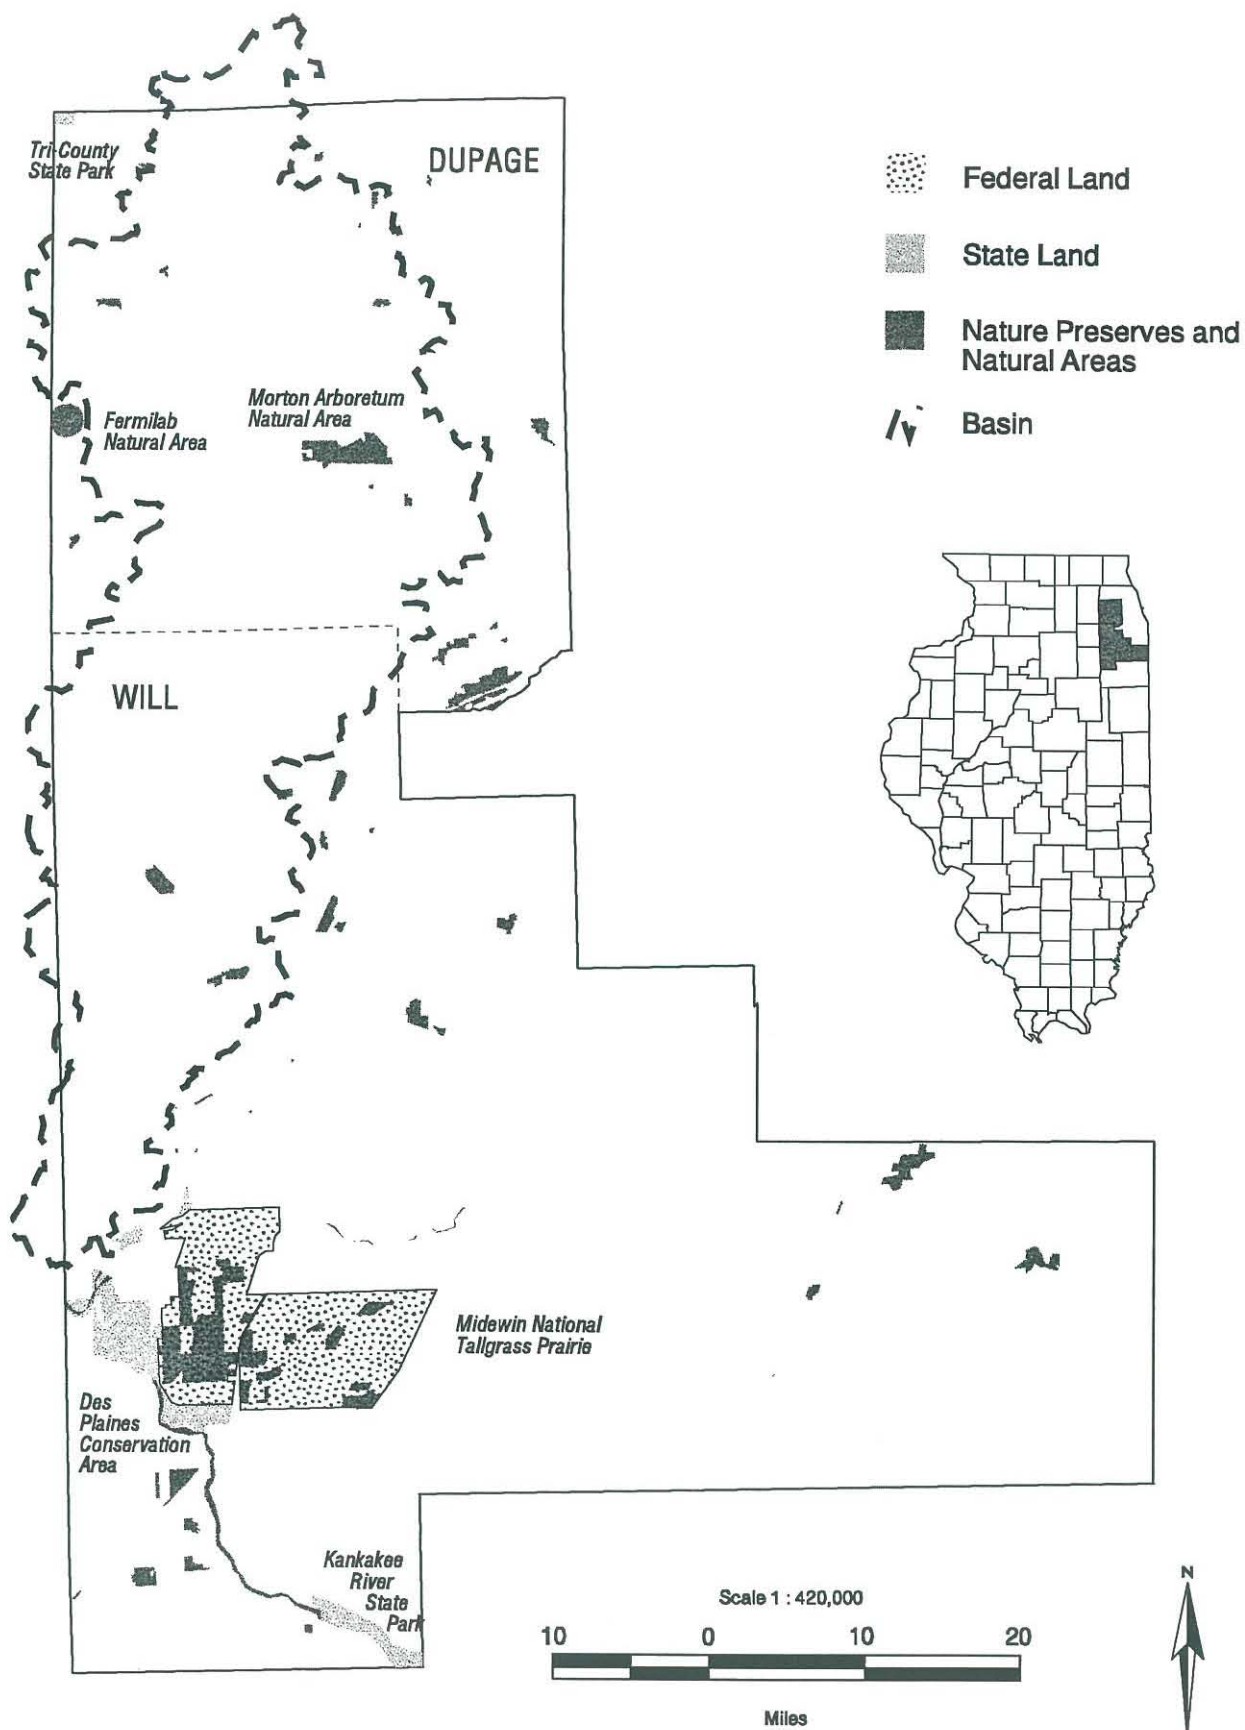 Tri-County
State Park
DUPAGE
Federal Land
State Land
Nature Preserves and
Natural Areas
Basin
Fermilab
Natural Area
Morton Arboretum
Natural Area
WILL
Midewin National
Tallgrass Prairie
Des
Plaines
Conservation
Area
Kankakee
River
State
Park
Scale 1 : 420,000
10 0 10 20
Miles
N